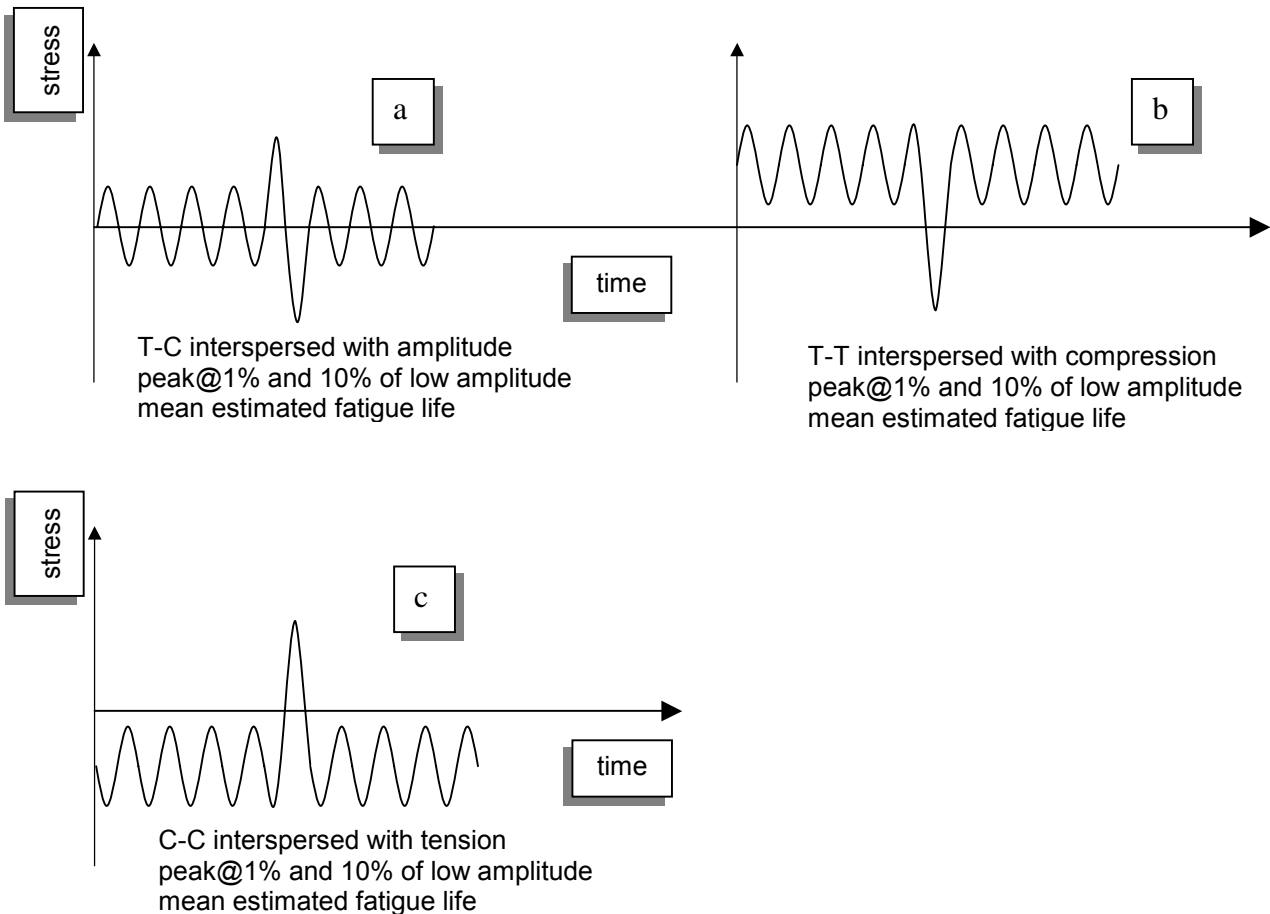 stress
a
b
time
T-C interspersed with amplitude
peak@1% and 10% of low amplitude
mean estimated fatigue life
T-T interspersed with compression
peak@1% and 10% of low amplitude
mean estimated fatigue life
stress
c
time
C-C interspersed with tension
peak@1% and 10% of low amplitude
mean estimated fatigue life